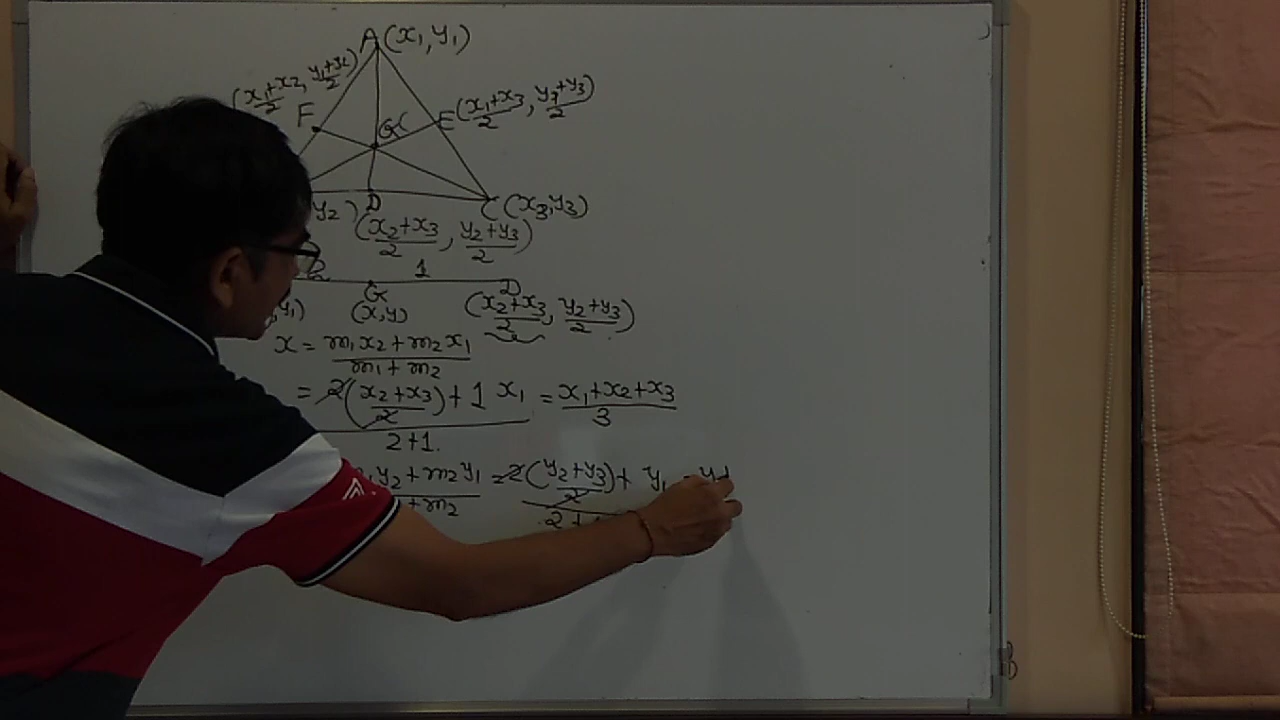 A(x₁,y₁)
(x₁+x₂/2, y₁+y₂/2)
F
G(
E(x₁+x₃/2, y₁+y₃/2)
y₂)
D
(x₂+x₃/2, y₂+y₃/2)
C(x₃,y₃)
2 1
G D
,y₁) (x,y) (x₂+x₃/2, y₂+y₃/2)
x = m₁x₂+m₂x₁/m₁+m₂
= 2(x₂+x₃/2)+1 x₁/2+1. = x₁+x₂+x₃/3
y₂+m₂y₁/+m₂ = 2(y₂+y₃/2)+ y₁/2+